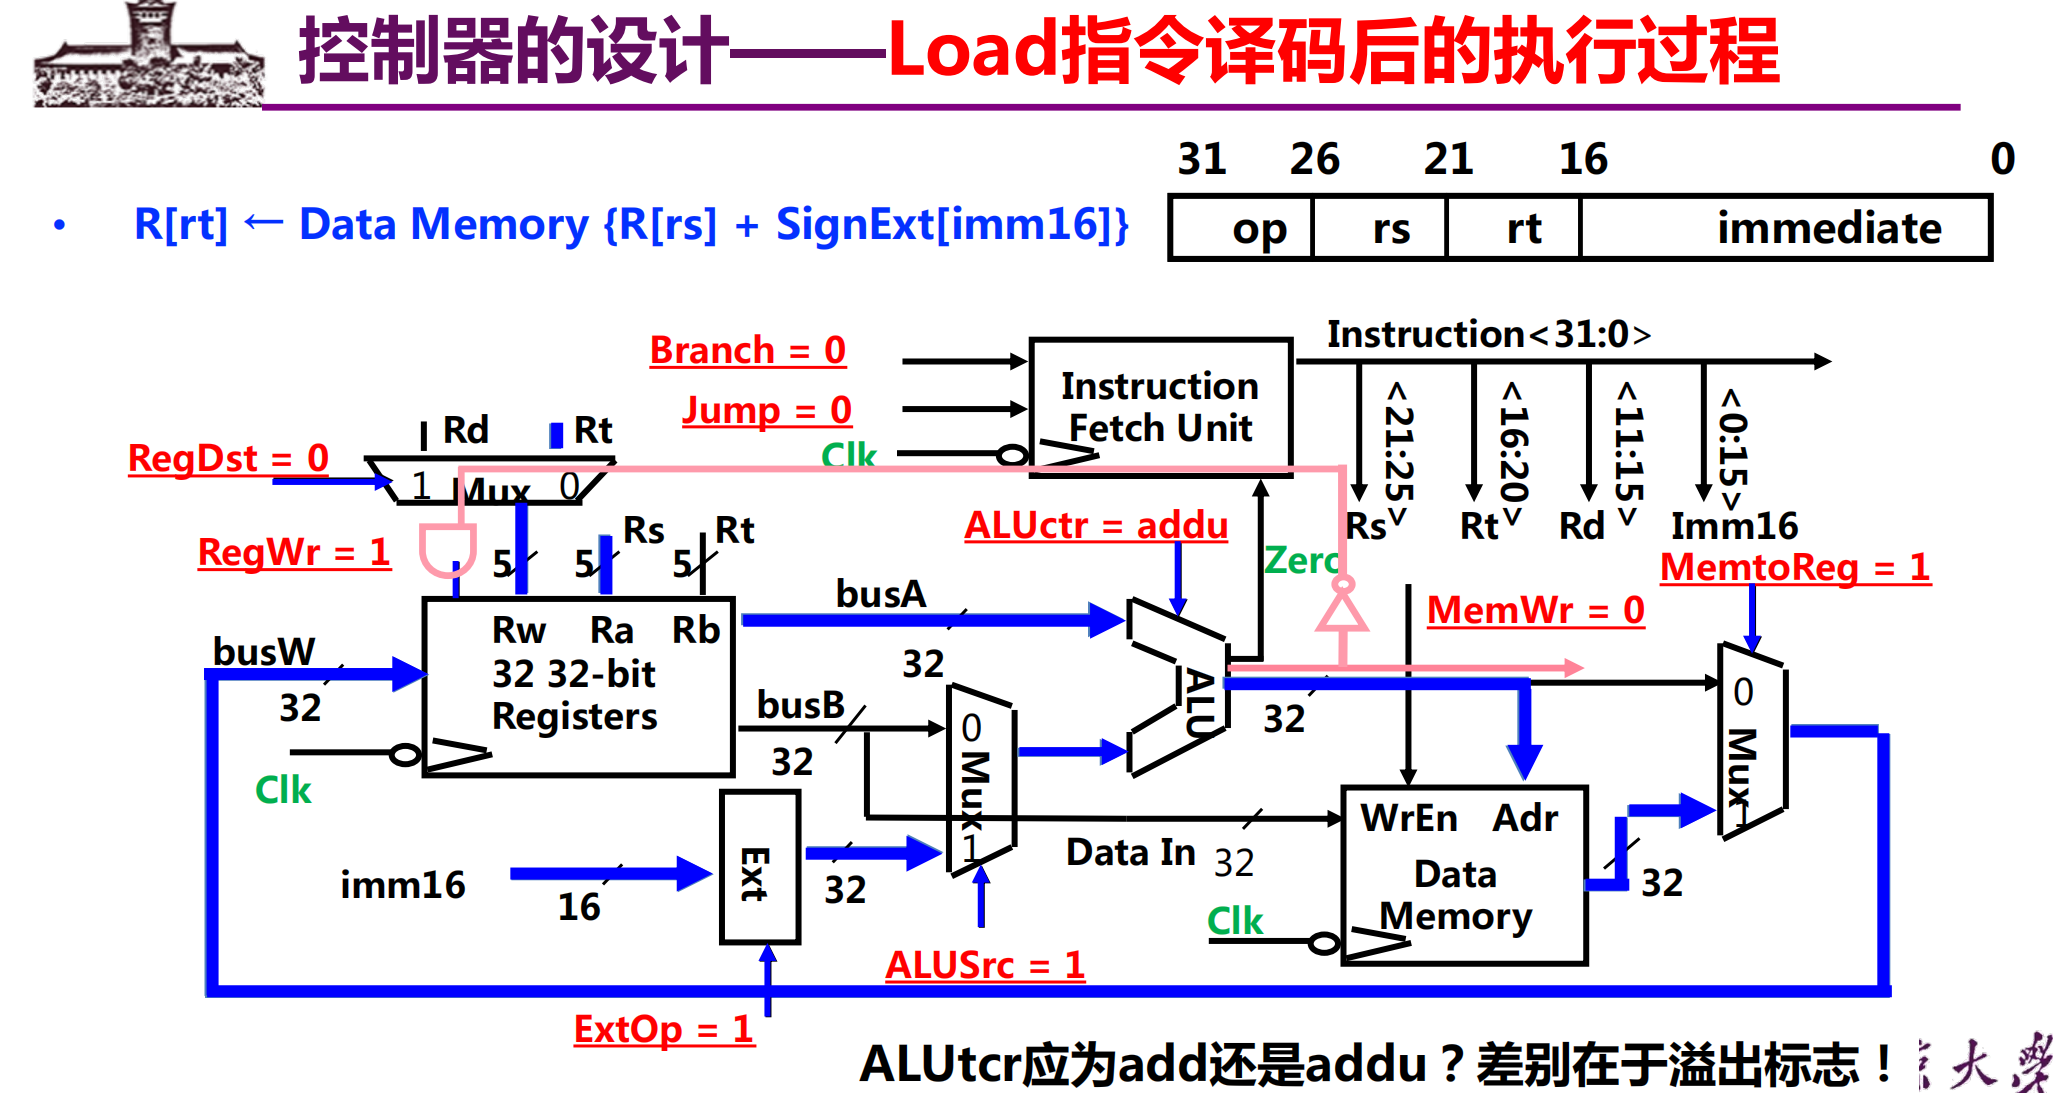 控制器的设计——Load指令译码后的执行过程
31 26 21 16 0
• R[rt] ← Data Memory {R[rs] + SignExt[imm16]}
op rs rt immediate
Instruction<31:0>
Branch = 0
Jump = 0
Clk
Instruction
Fetch Unit
<21:25>
<16:20>
<11:15>
<0:15>
Rs Rt Rd Imm16
Rd Rt
RegDst = 0
1 Mux 0
RegWr = 1
5 5 Rs 5 Rt
ALUctr = addu
Zero
MemtoReg = 1
MemWr = 0
busA
32
busW
32
Rw Ra Rb
32 32-bit
Registers
Clk
busB
32
0
Mux
1
ALU
32
0
Mux
1
WrEn Adr
Data
Memory
Data In 32
32
Clk
imm16
16
Ext
32
ALUSrc = 1
ExtOp = 1
ALUtcr应为add还是addu？差别在于溢出标志！
大學